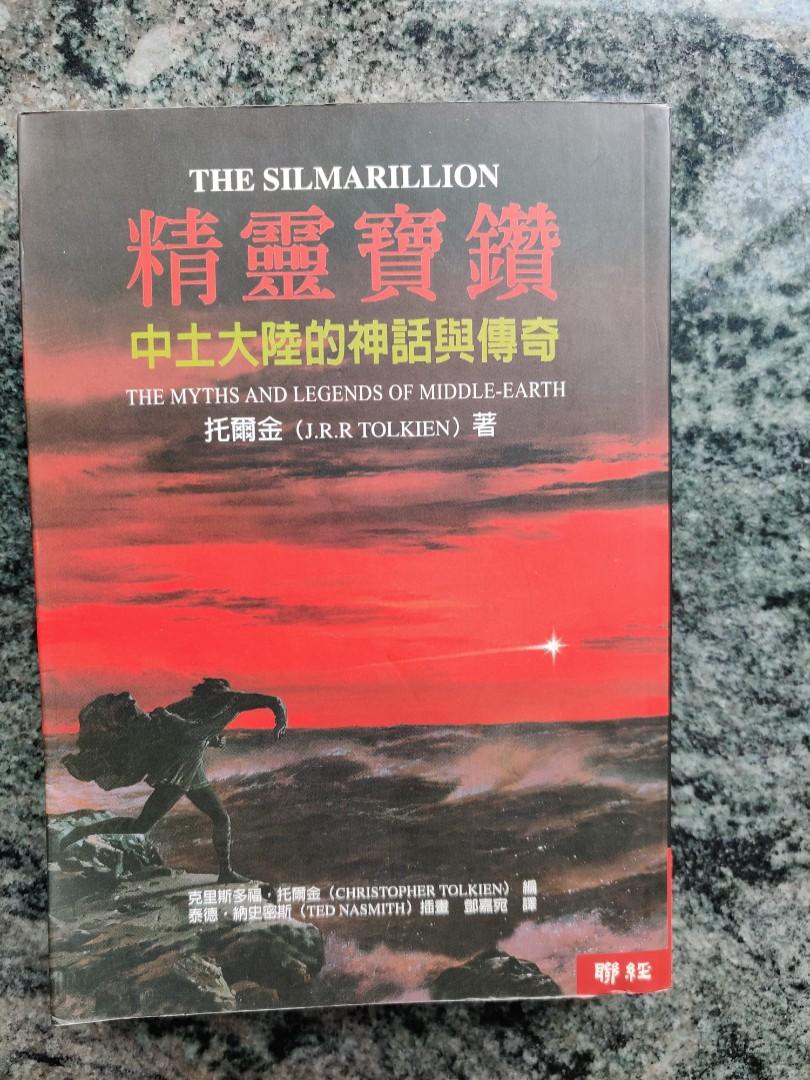 THE SILMARILLION
精靈寶鑽
中土大陸的神話與傳奇
THE MYTHS AND LEGENDS OF MIDDLE-EARTH
托爾金（J.R.R TOLKIEN）著
克里斯多福・托爾金（CHRISTOPHER TOLKIEN） 編
泰德・納史密斯（TED NASMITH）插畫 鄧嘉宛 譯
聯經